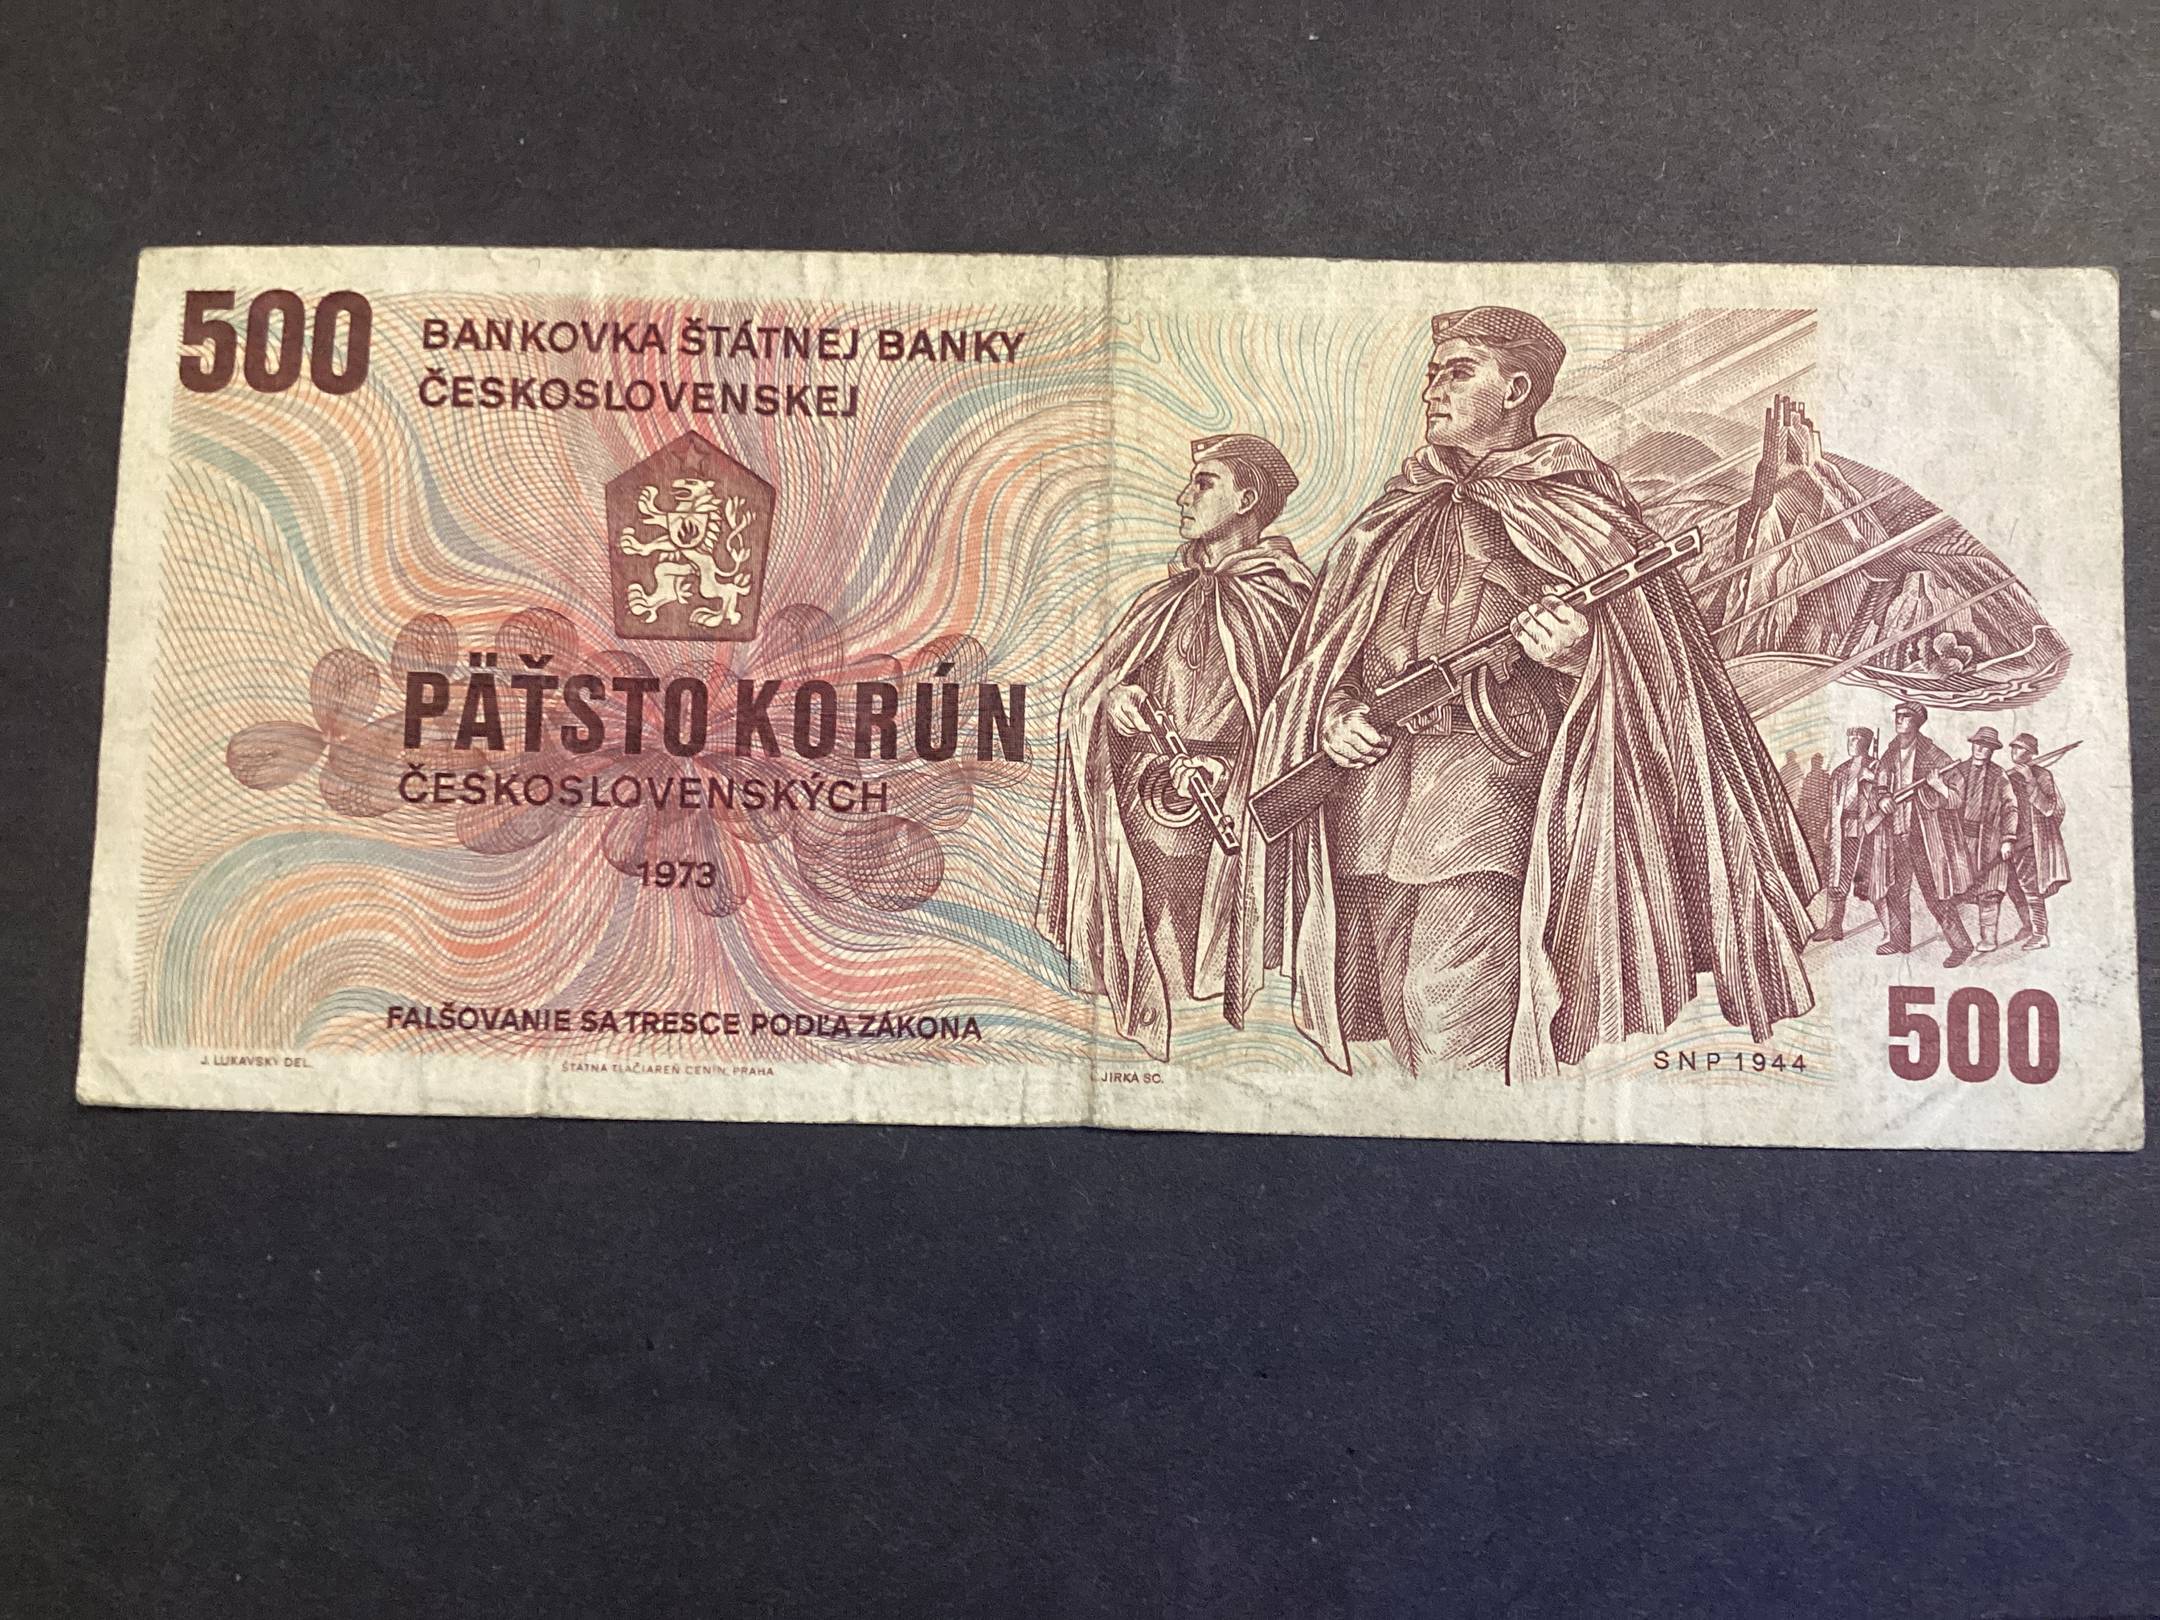 500
BANKOVKA ŠTÁTNEJ BANKY
ČESKOSLOVENSKEJ
PÄŤSTO KORÚN
ČESKOSLOVENSKÝCH
1973
FALŠOVANIE SA TRESCE PODĽA ZÁKONA
J. LUKAVSKÝ DEL.
ŠTÁTNA TLAČIAREŇ CENÍN, PRAHA
JIRKA SC.
SNP 1944
500